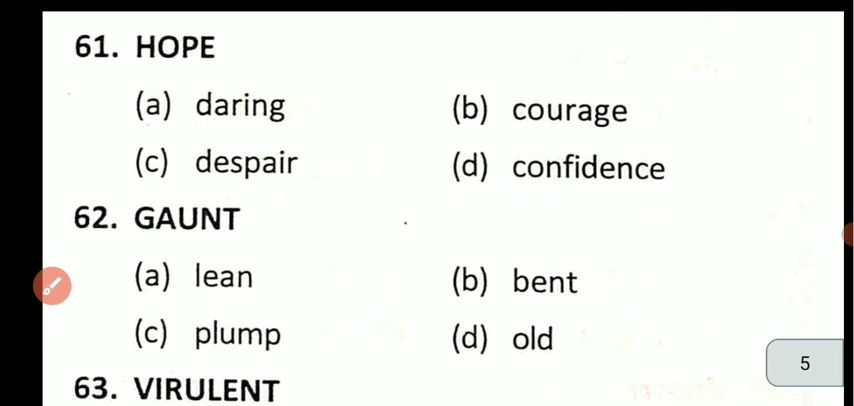 61. HOPE
(a) daring (b) courage
(c) despair (d) confidence
62. GAUNT
(a) lean (b) bent
(c) plump (d) old
5
63. VIRULENT